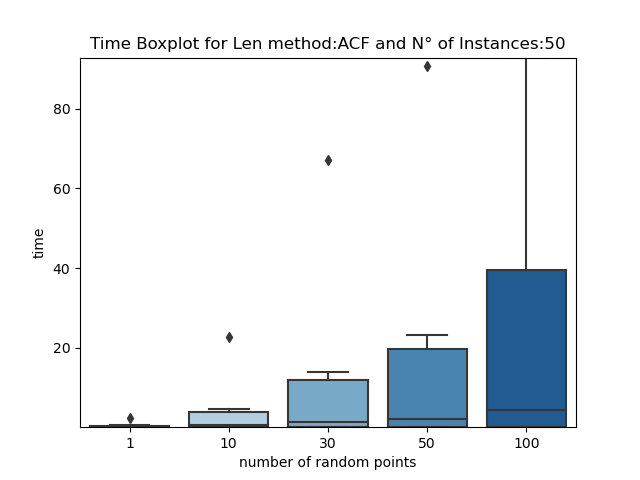 Time Boxplot for Len method:ACF and N° of Instances:50
80
60
40
20
time
1 10 30 50 100
number of random points